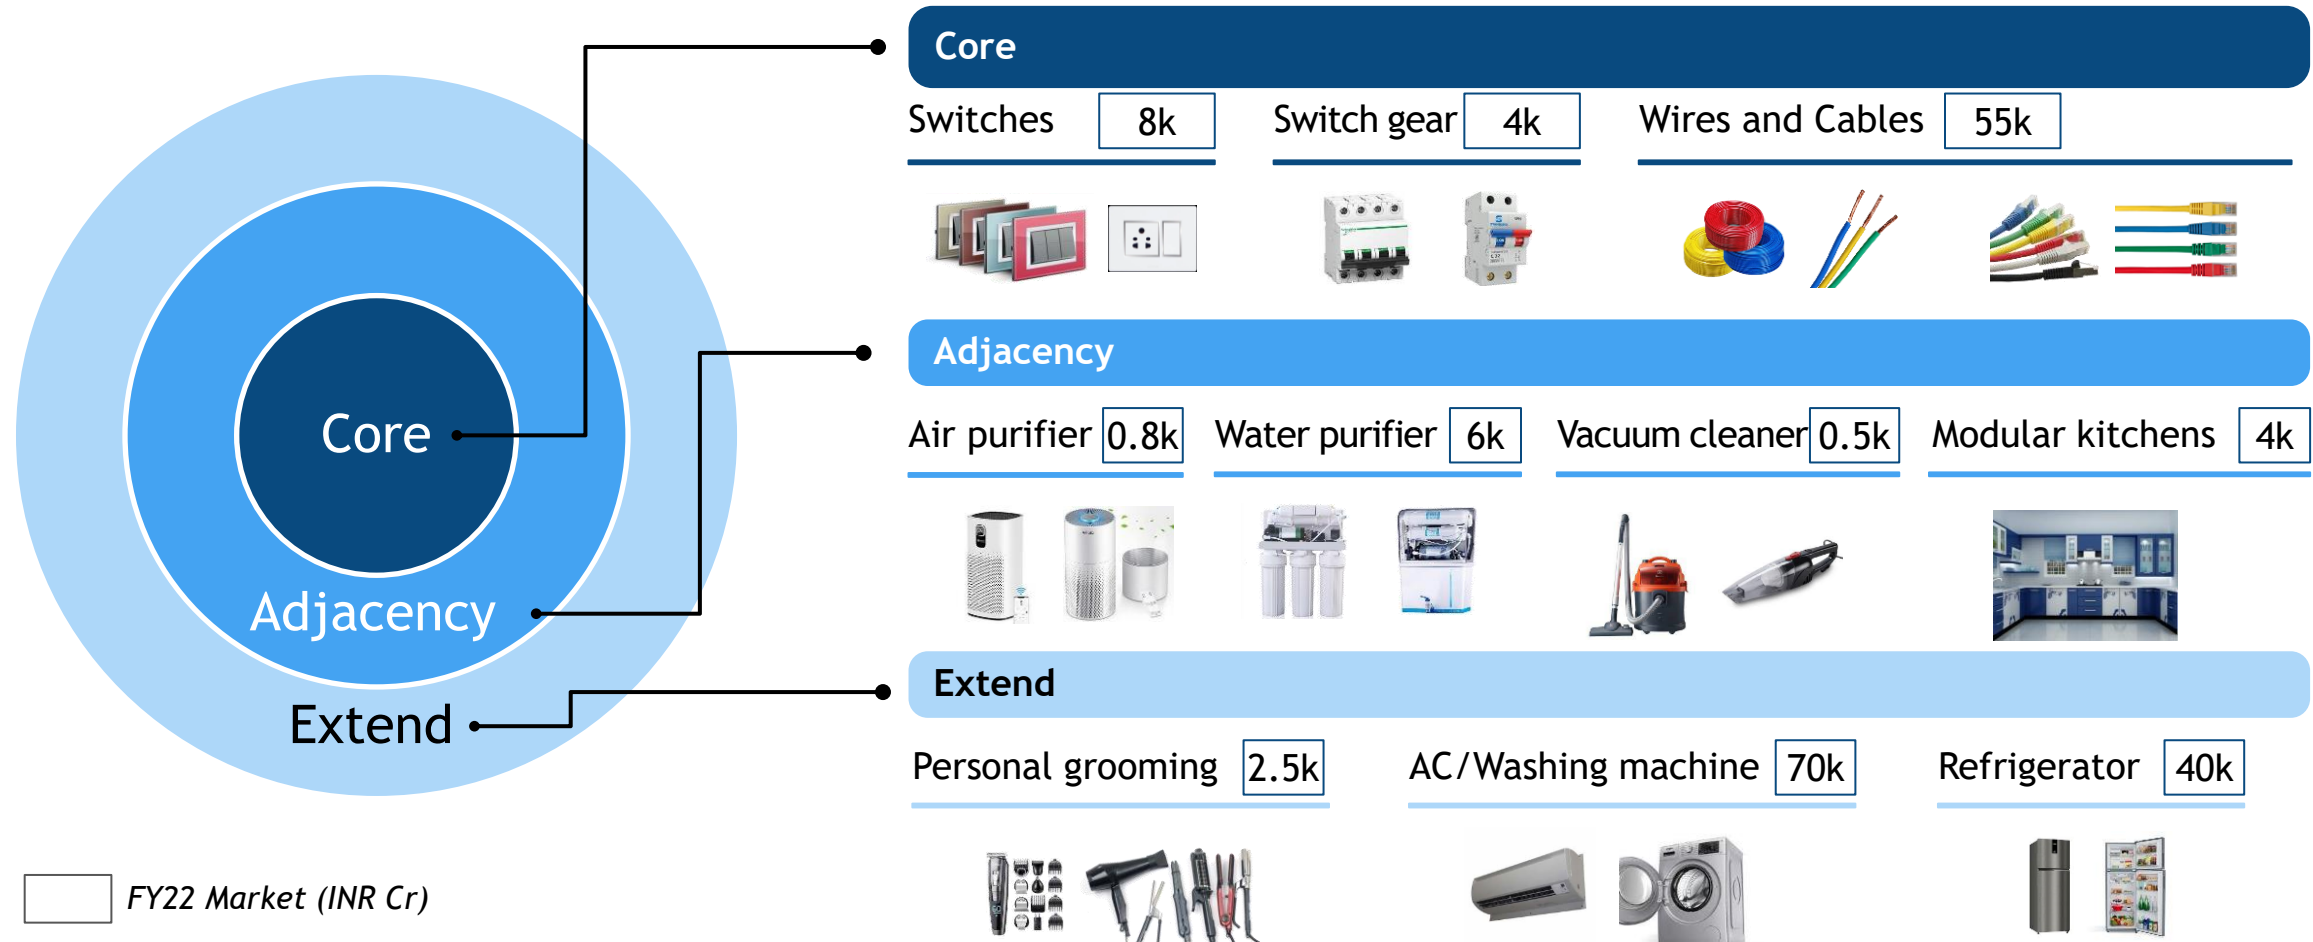 Core
Switches 8k Switch gear 4k Wires and Cables 55k
Adjacency
Air purifier 0.8k Water purifier 6k Vacuum cleaner 0.5k Modular kitchens 4k
Extend
Personal grooming 2.5k AC/Washing machine 70k Refrigerator 40k
Core
Adjacency
Extend
FY22 Market (INR Cr)